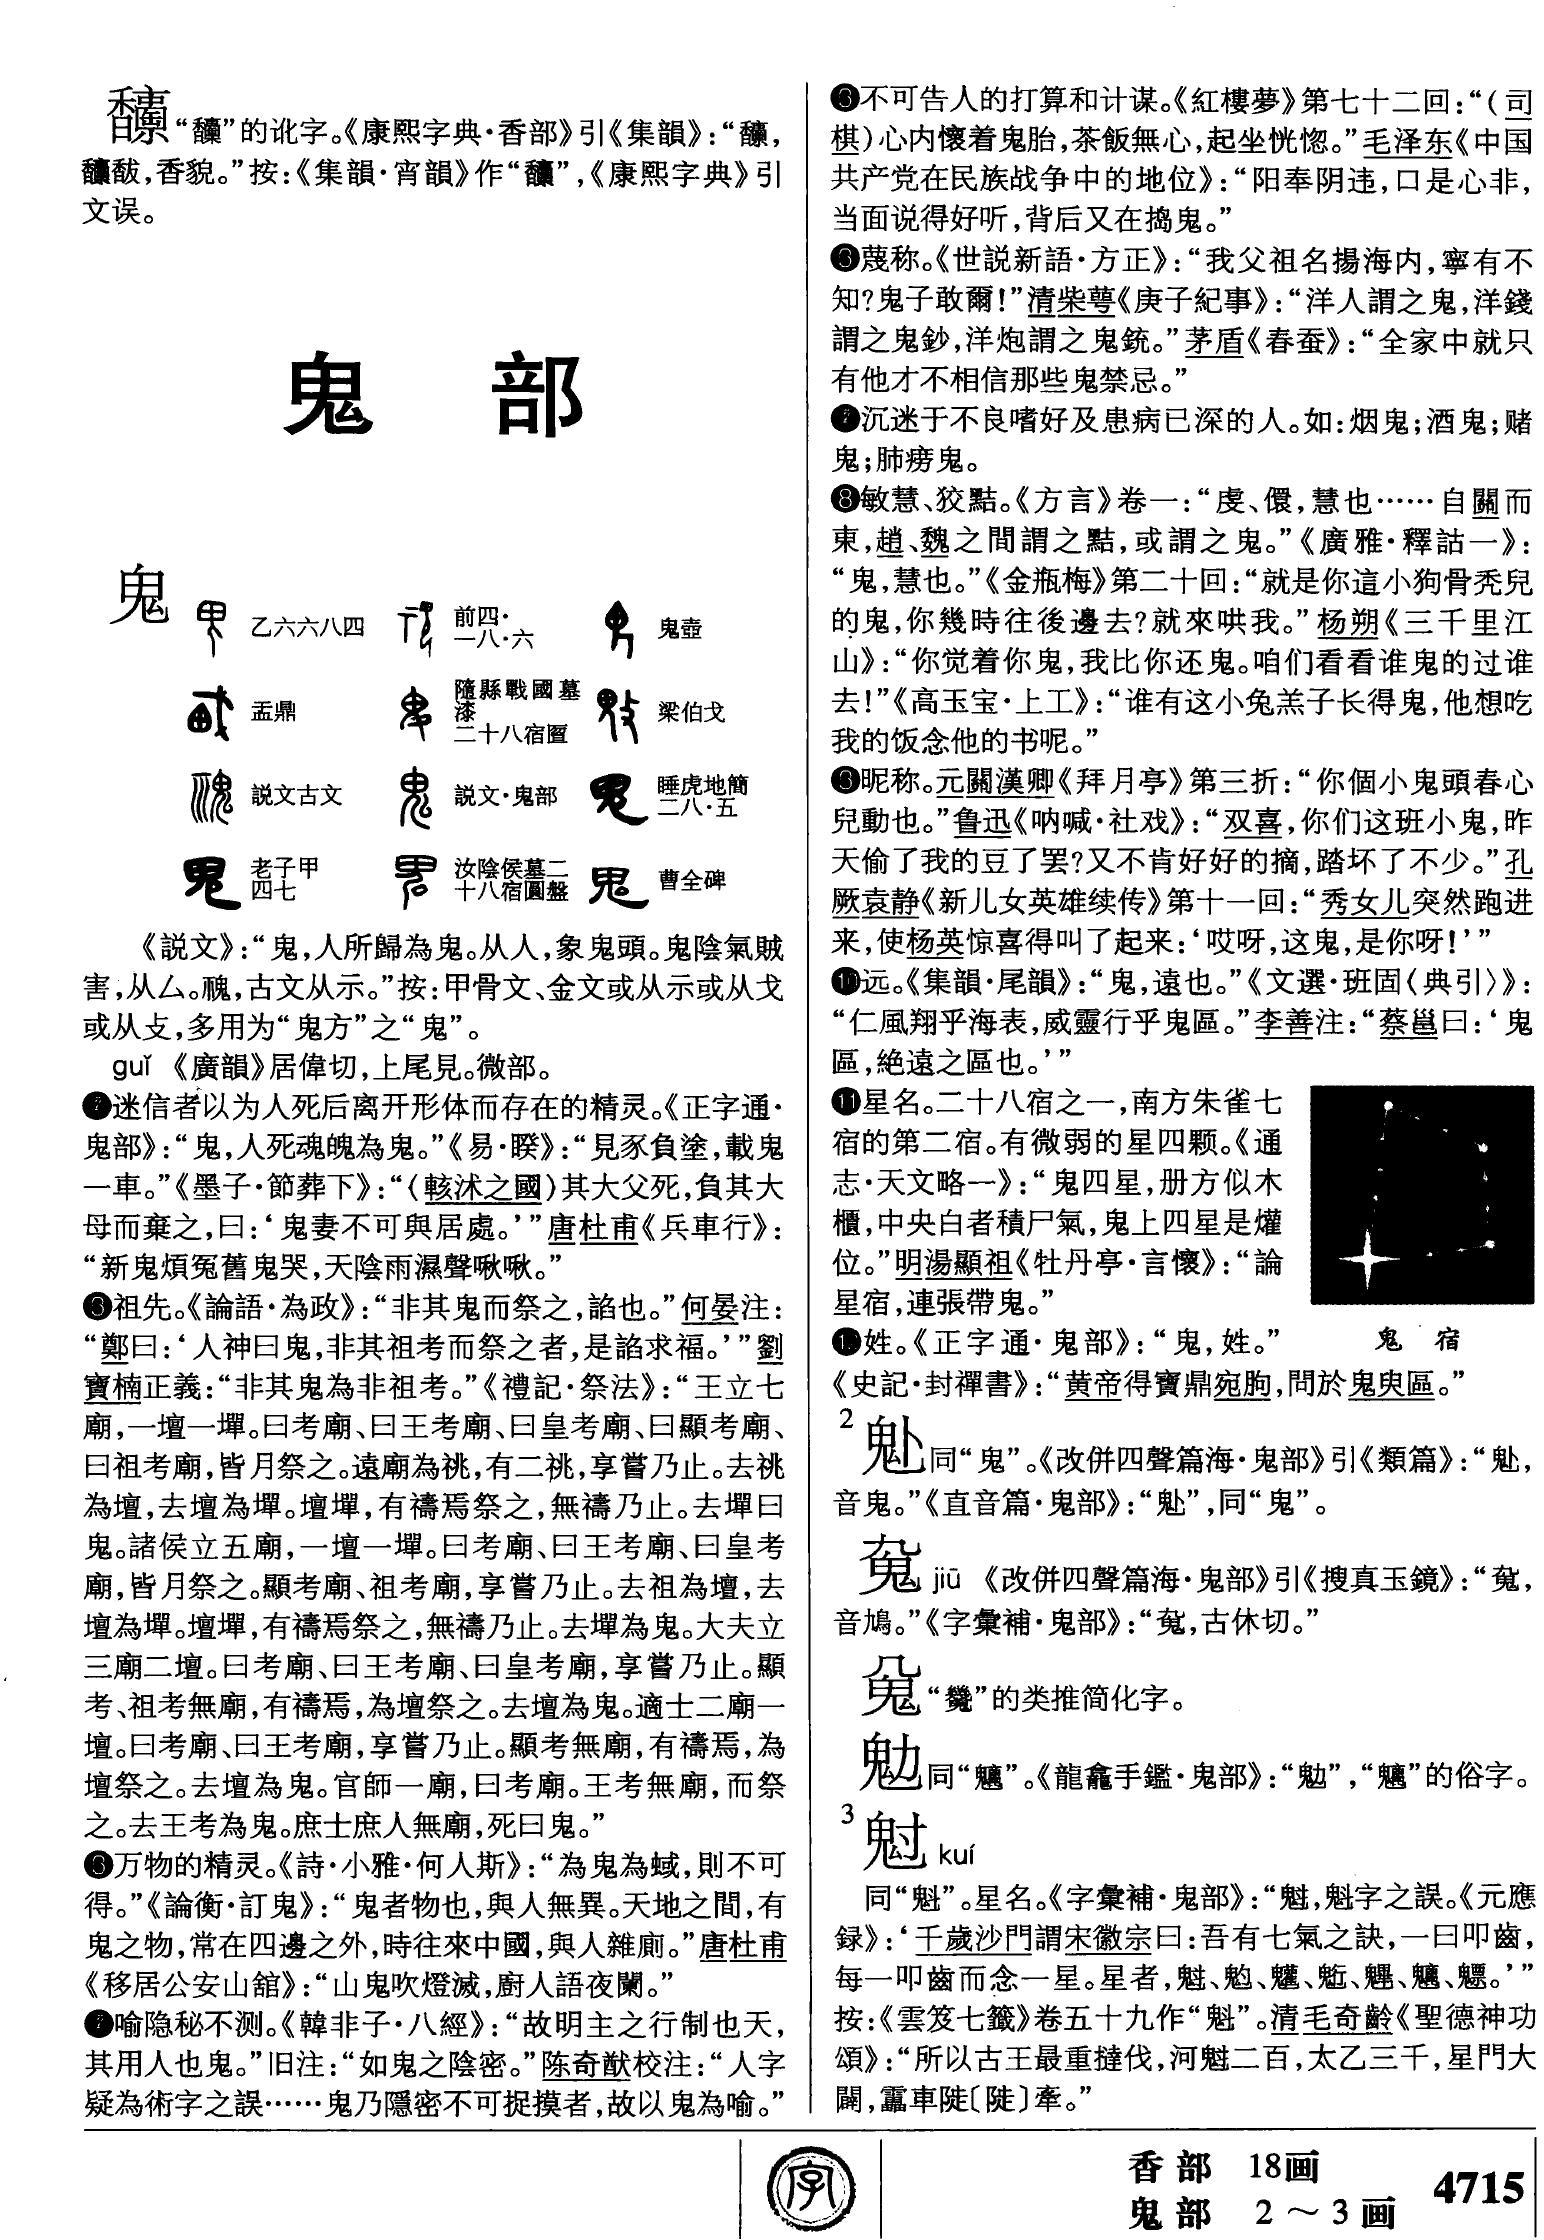 “䆐”的讹字。《康熙字典·香部》引《集韻》：“
馛，香貌。”按：《集韻·宵韻》作“”，《康熙字典》引
文误。
鬼 部
鬼
乙六六八四
前四·
一八·六
鬼壺
盂鼎
隨縣戰國墓
漆
二十八宿匫
梁伯戈
説文古文
説文·鬼部
睡虎地簡
二八·五
老子甲
四七
汝陰侯墓二
十八宿圓盤
曹全碑
《説文》：“鬼，人所歸為鬼。从人，象鬼頭。鬼陰氣賊
害，从厶。䰡，古文从示。”按：甲骨文、金文或从示或从戈
或从攴，多用为“鬼方”之“鬼”。
guǐ 《廣韻》居偉切，上尾見。微部。
迷信者以为人死后离开形体而存在的精灵。《正字通·
鬼部》：“鬼，人死魂魄為鬼。”《易·睽》：“見豕負塗，載鬼
一車。”《墨子·節葬下》：“（輆沭之國）其大父死，負其大
母而棄之，曰：‘鬼妻不可與居處。’”唐杜甫《兵車行》：
“新鬼煩冤舊鬼哭，天陰雨濕聲啾啾。”
祖先。《論語·為政》：“非其鬼而祭之，諂也。”何晏注：
“鄭曰：‘人神曰鬼，非其祖考而祭之者，是諂求福。’”劉
寶楠正義：“非其鬼為非祖考。”《禮記·祭法》：“王立七
廟，一壇一墠。曰考廟、曰王考廟、曰皇考廟、曰顯考廟、
曰祖考廟，皆月祭之。遠廟為祧，有二祧，享嘗乃止。去祧
為壇，去壇為墠。壇墠，有禱焉祭之，無禱乃止。去墠曰
鬼。諸侯立五廟，一壇一墠。曰考廟、曰王考廟、曰皇考
廟，皆月祭之。顯考廟、祖考廟，享嘗乃止。去祖為壇，去
壇為墠。壇墠，有禱焉祭之，無禱乃止。去墠為鬼。大夫立
三廟二壇。曰考廟、曰王考廟、曰皇考廟，享嘗乃止。顯
考、祖考無廟，有禱焉，為壇祭之。去壇為鬼。適士二廟一
壇。曰考廟、曰王考廟，享嘗乃止。顯考無廟，有禱焉，為
壇祭之。去壇為鬼。官師一廟，曰考廟。王考無廟，而祭
之。去王考為鬼。庶士庶人無廟，死曰鬼。”
万物的精灵。《詩·小雅·何人斯》：“為鬼為蜮，則不可
得。”《論衡·訂鬼》：“鬼者物也，與人無異。天地之間，有
鬼之物，常在四邊之外，時往來中國，與人雜廁。”唐杜甫
《移居公安山舘》：“山鬼吹燈滅，廚人語夜闌。”
喻隐秘不测。《韓非子·八經》：“故明主之行制也天，
其用人也鬼。”旧注：“如鬼之陰密。”陈奇猷校注：“人字
疑為術字之誤……鬼乃隱密不可捉摸者，故以鬼為喻。”
不可告人的打算和计谋。《紅樓夢》第七十二回：“（司
棋）心内懷着鬼胎，茶飯無心，起坐恍惚。”毛泽东《中国
共产党在民族战争中的地位》：“阳奉阴违，口是心非，
当面说得好听，背后又在捣鬼。”
蔑称。《世説新語·方正》：“我父祖名揚海内，寧有不
知？鬼子敢爾！”清柴萼《庚子紀事》：“洋人謂之鬼，洋錢
謂之鬼鈔，洋炮謂之鬼銃。”茅盾《春蚕》：“全家中就只
有他才不相信那些鬼禁忌。”
沉迷于不良嗜好及患病已深的人。如：烟鬼；酒鬼；赌
鬼；肺痨鬼。
❽敏慧、狡黠。《方言》卷一：“虔、儇，慧也……自關而
東，趙、魏之間謂之黠，或謂之鬼。”《廣雅·釋詁一》：
“鬼，慧也。”《金瓶梅》第二十回：“就是你這小狗骨秃兒
的鬼，你幾時往後邊去？就來哄我。”杨朔《三千里江
山》：“你觉着你鬼，我比你还鬼。咱们看看谁鬼的过谁
去！”《高玉宝·上工》：“谁有这小兔羔子长得鬼，他想吃
我的饭念他的书呢。”
昵称。元關漢卿《拜月亭》第三折：“你個小鬼頭春心
兒動也。”鲁迅《呐喊·社戏》：“双喜，你们这班小鬼，昨
天偷了我的豆了罢？又不肯好好的摘，踏坏了不少。”孔
厥袁静《新儿女英雄续传》第十一回：“秀女儿突然跑进
来，使杨英惊喜得叫了起来：‘哎呀，这鬼，是你呀！’”
远。《集韻·尾韻》：“鬼，遠也。”《文選·班固〈典引〉》：
“仁風翔乎海表，威靈行乎鬼區。”李善注：“蔡邕曰：‘鬼
區，絶遠之區也。’”
⓫星名。二十八宿之一，南方朱雀七
宿的第二宿。有微弱的星四颗。《通
志·天文略一》：“鬼四星，册方似木
櫃，中央白者積尸氣，鬼上四星是爟
位。”明湯顯祖《牡丹亭·言懷》：“論
星宿，連張帶鬼。”
鬼 宿
姓。《正字通·鬼部》：“鬼，姓。”
《史記·封禪書》：“黄帝得寶鼎宛朐，問於鬼臾區。”
2
同“鬼”。《改併四聲篇海·鬼部》引《類篇》：“，
音鬼。”《直音篇·鬼部》：“”，同“鬼”。
jiū 《改併四聲篇海·鬼部》引《搜真玉鏡》：“，
音鳩。”《字彙補·鬼部》：“，古休切。”
“”的类推简化字。
同“魑”。《龍龕手鑑·鬼部》：“”，“魑”的俗字。
3
kuí
同“魁”。星名。《字彙補·鬼部》：“，魁字之誤。《元應
録》：‘千歲沙門謂宋徽宗曰：吾有七氣之訣，一曰叩齒，
每一叩齒而念一星。星者，魁、、、、、、。’”
按：《雲笈七籤》卷五十九作“魁”。清毛奇齡《聖德神功
頌》：“所以古王最重撻伐，河魁二百，太乙三千，星門大
闢，靁車陡〔陡〕牽。”
字
香部 18画
鬼部 2～3画
4715